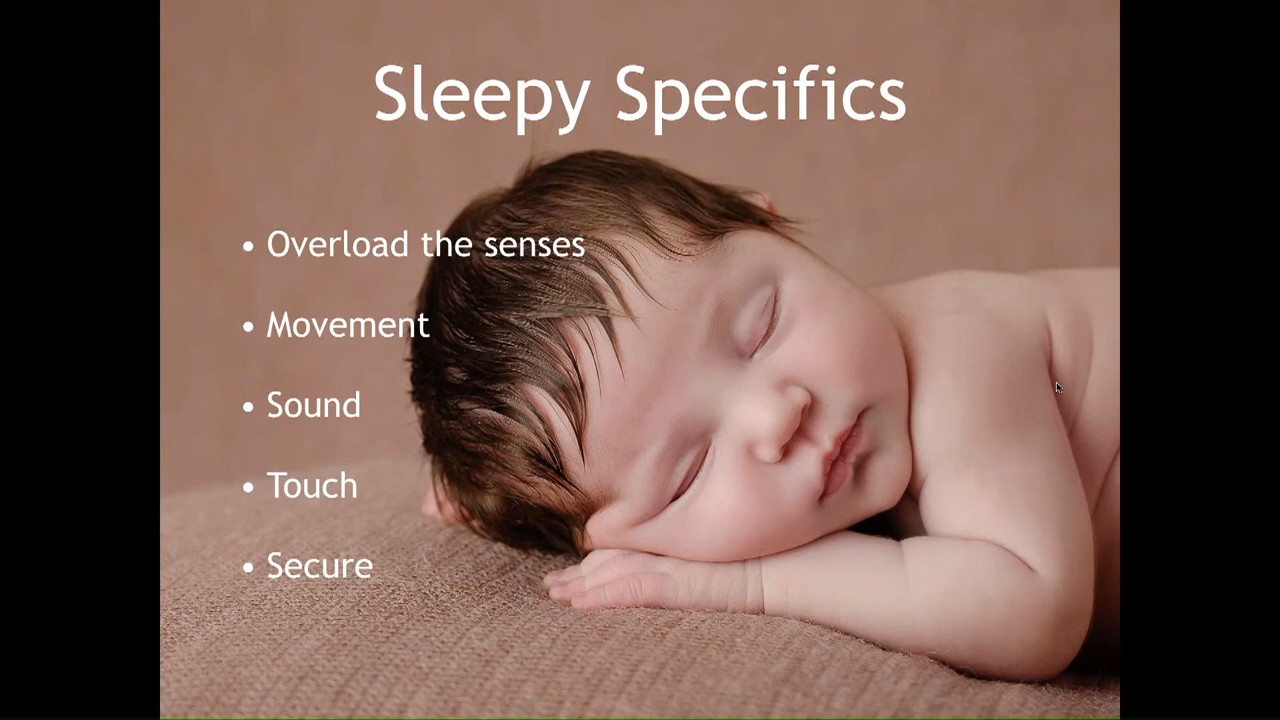 Sleepy Specifics
• Overload the senses
• Movement
• Sound
• Touch
• Secure